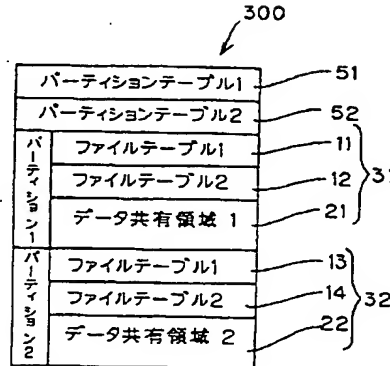 300
パーティションテーブル1 51
パーティションテーブル2 52
パーティション1
ファイルテーブル1 11
ファイルテーブル2 12
データ共有領域 1 21
31
パーティション2
ファイルテーブル1 13
ファイルテーブル2 14
データ共有領域 2 22
32